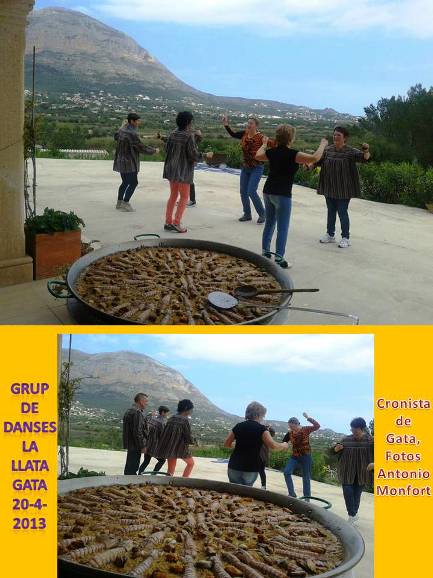 GRUP
DE
DANSES
LA
LLATA
GATA
20-4-
2013
Cronista
de
Gata,
Fotos
Antonio
Monfort